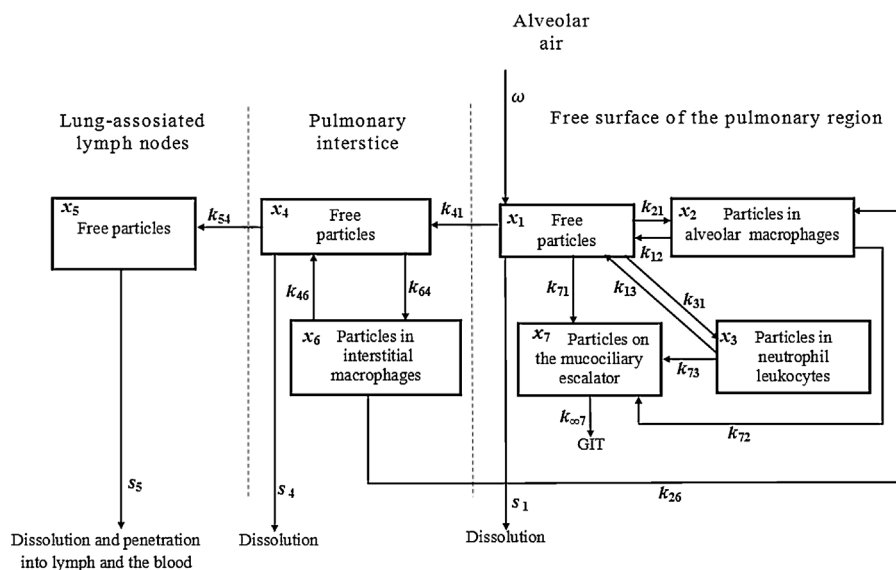 Alveolar
air
ω
Lung-assosiated
lymph nodes
Pulmonary
interstice
Free surface of the pulmonary region
x5
Free particles
k54
x4
Free
particles
k41
x1
Free
particles
k21
k12
x2
Particles in
alveolar macrophages
k46
k64
k71
k13
k31
x6
Particles in
interstitial
macrophages
x7
Particles on
the mucociliary
escalator
k73
x3
Particles in
neutrophil
leukocytes
k∞7
GIT
k72
k26
s5
s4
s1
Dissolution and penetration
into lymph and the blood
Dissolution
Dissolution